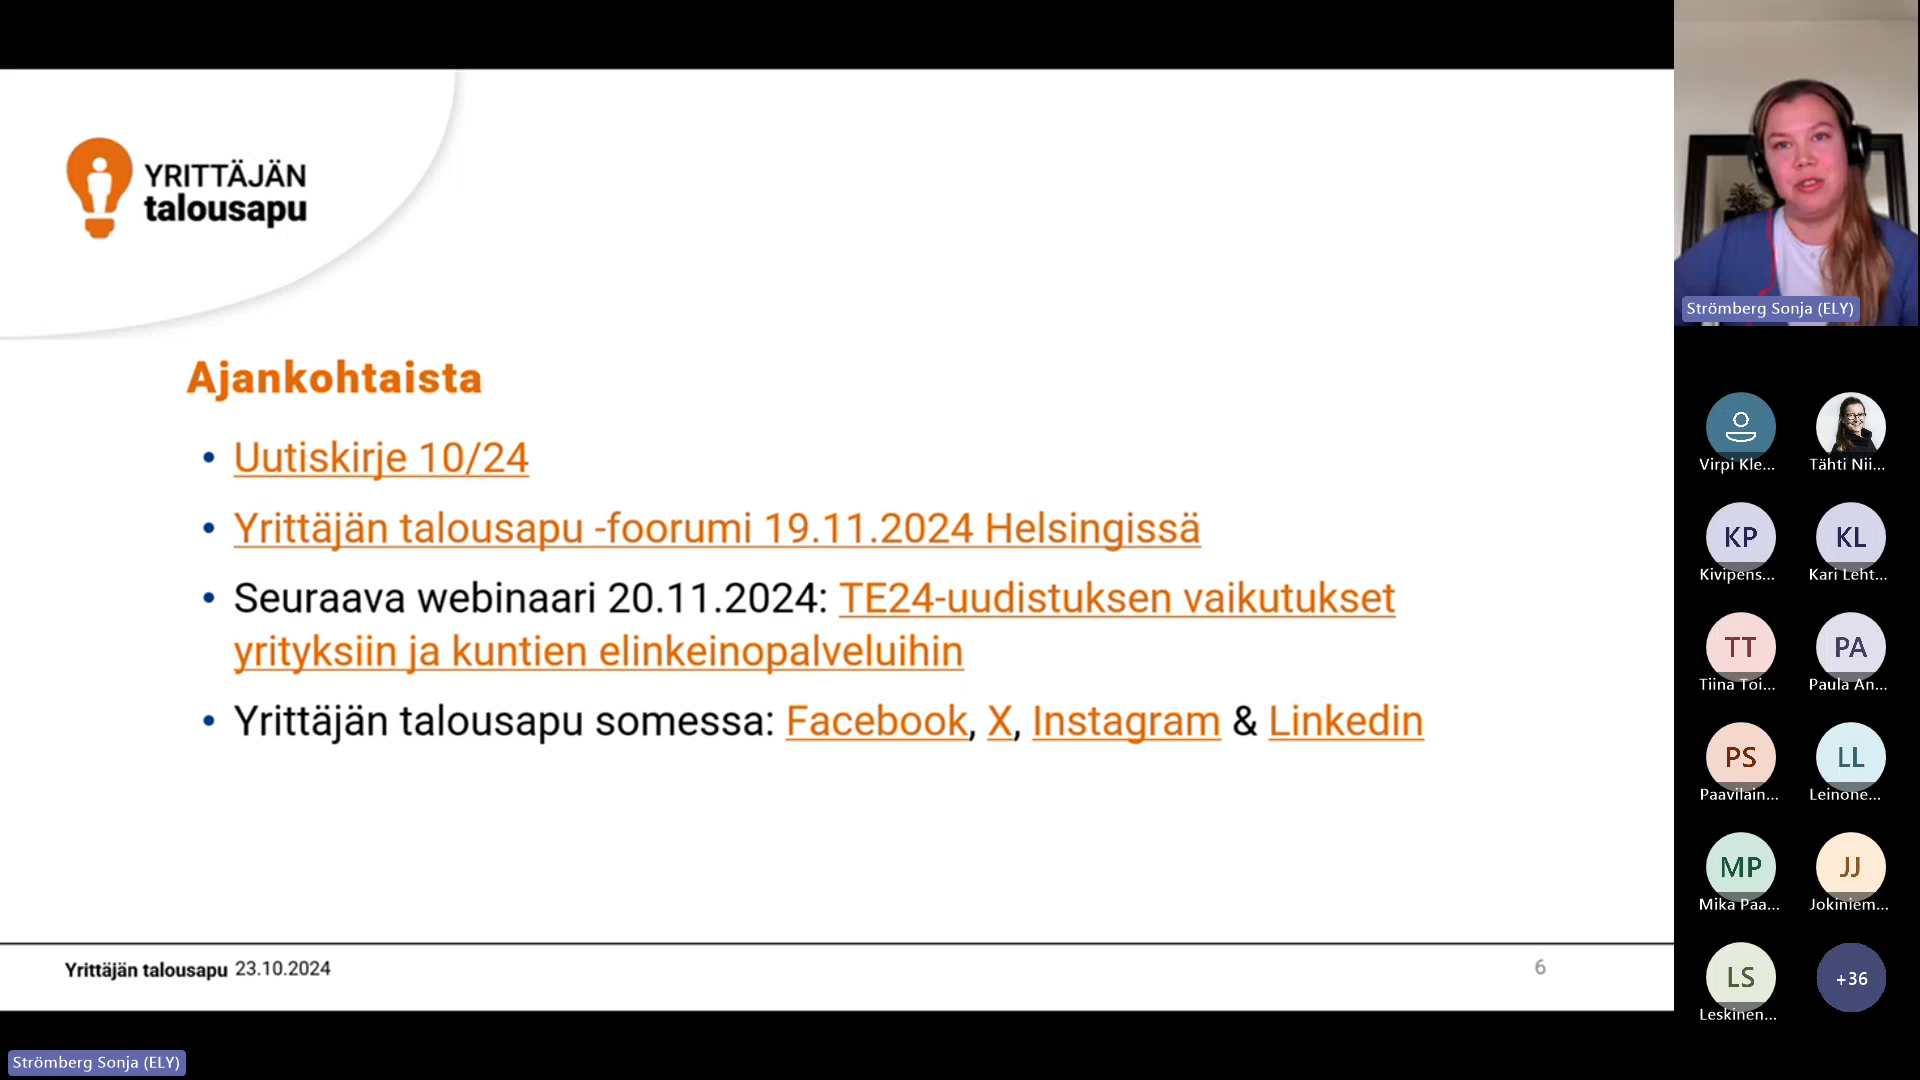 YRITTÄJÄN
talousapu
Ajankohtaista
• Uutiskirje 10/24
• Yrittäjän talousapu -foorumi 19.11.2024 Helsingissä
• Seuraava webinaari 20.11.2024: TE24-uudistuksen vaikutukset
yrityksiin ja kuntien elinkeinopalveluihin
• Yrittäjän talousapu somessa: Facebook, X, Instagram & Linkedin
Yrittäjän talousapu 23.10.2024
6
Strömberg Sonja (ELY)
Strömberg Sonja (ELY)
Virpi Kle...
Tähti Nii...
KP
KL
Kivipens...
Kari Leht...
TT
PA
Tiina Toi...
Paula An...
PS
LL
Paavilain...
Leinone...
MP
JJ
Mika Paa...
Jokiniem...
LS
+36
Leskinen...